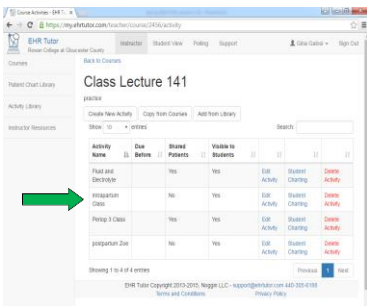 Course Activities - EHR T
https://my.ehrtutor.com/teacher/course/2456/activity
EHR Tutor
Rowan College at Gloucester County
Instructor Student View Polling Support Gina Galina Sign Out
Courses
Patient Chart Library
Activity Library
Instructor Resources
Back to Courses
Class Lecture 141
practice
Create New Activity Copy from Courses Add from Library
Show 10 entries Search:
Activity Name Due Before Shared Patients Visible to Students
Fluid and Electrolyte Yes Yes Edit Activity Student Charting Delete Activity
Intrapartum Class No Yes Edit Activity Student Charting Delete Activity
Periop 3 Class Yes Yes Edit Activity Student Charting Delete Activity
postpartum Zoe No Yes Edit Activity Student Charting Delete Activity
Showing 1 to 4 of 4 entries Previous 1 Next
EHR Tutor Copyright 2013-2015, Neggie LLC - support@ehrtutor.com
Terms and Conditions Privacy Policy